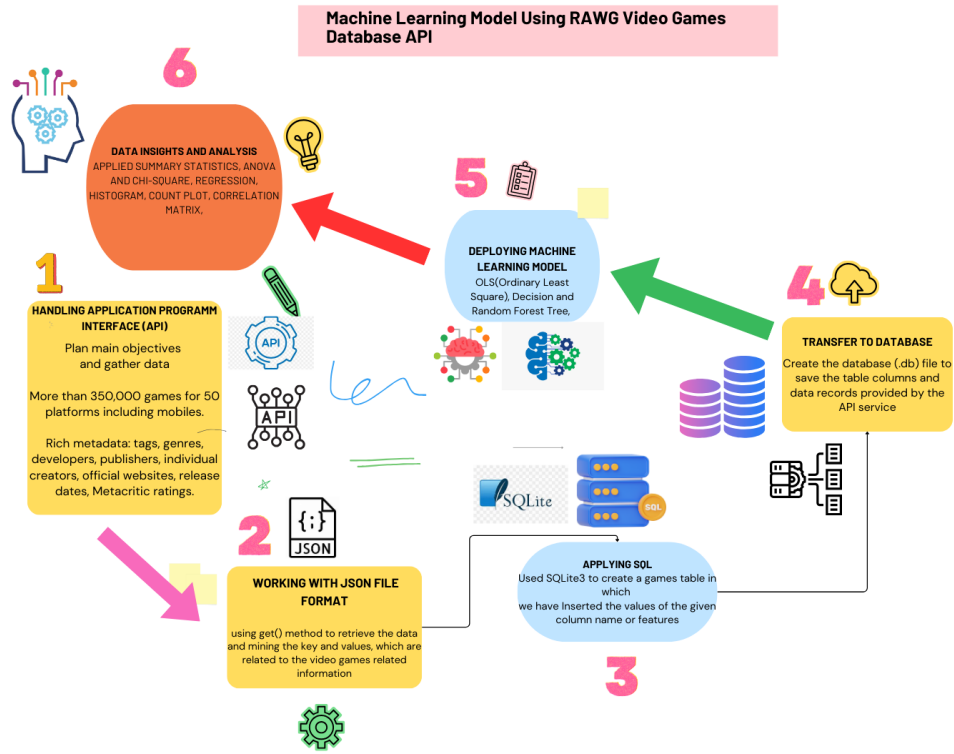 Machine Learning Model Using RAWG Video Games
Database API
6
DATA INSIGHTS AND ANALYSIS
APPLIED SUMMARY STATISTICS, ANOVA
AND CHI-SQUARE, REGRESSION,
HISTOGRAM, COUNT PLOT, CORRELATION
MATRIX,
1
HANDLING APPLICATION PROGRAMM
INTERFACE (API)
Plan main objectives
and gather data
More than 350,000 games for 50
platforms including mobiles.
Rich metadata: tags, genres,
developers, publishers, individual
creators, official websites, release
dates, Metacritic ratings.
API
API
2
{;}
JSON
WORKING WITH JSON FILE
FORMAT
using get() method to retrieve the data
and mining the key and values, which are
related to the video games related
information
SQLite
SQL
APPLYING SQL
Used SQLite3 to create a games table in
which
we have Inserted the values of the given
column name or features
3
4
TRANSFER TO DATABASE
Create the database (.db) file to
save the table columns and
data records provided by the
API service
5
DEPLOYING MACHINE
LEARNING MODEL
OLS(Ordinary Least
Square), Decision and
Random Forest Tree,